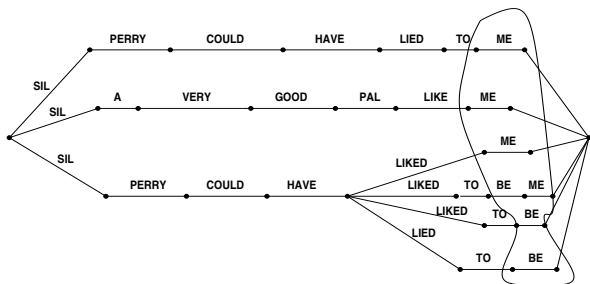 PERRY COULD HAVE LIED TO ME
SIL
A VERY GOOD PAL LIKE ME
SIL
SIL
ME
LIKED
PERRY COULD HAVE LIKED TO BE ME
LIKED TO BE
LIED
TO BE